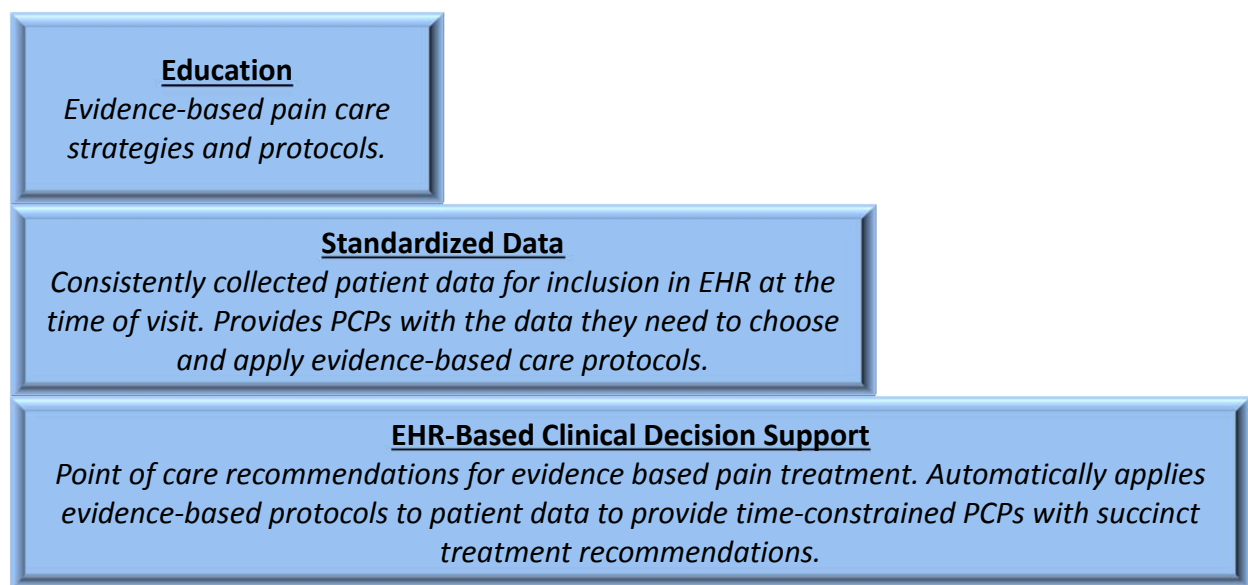 Education
Evidence-based pain care
strategies and protocols.
Standardized Data
Consistently collected patient data for inclusion in EHR at the
time of visit. Provides PCPs with the data they need to choose
and apply evidence-based care protocols.
EHR-Based Clinical Decision Support
Point of care recommendations for evidence based pain treatment. Automatically applies
evidence-based protocols to patient data to provide time-constrained PCPs with succinct
treatment recommendations.